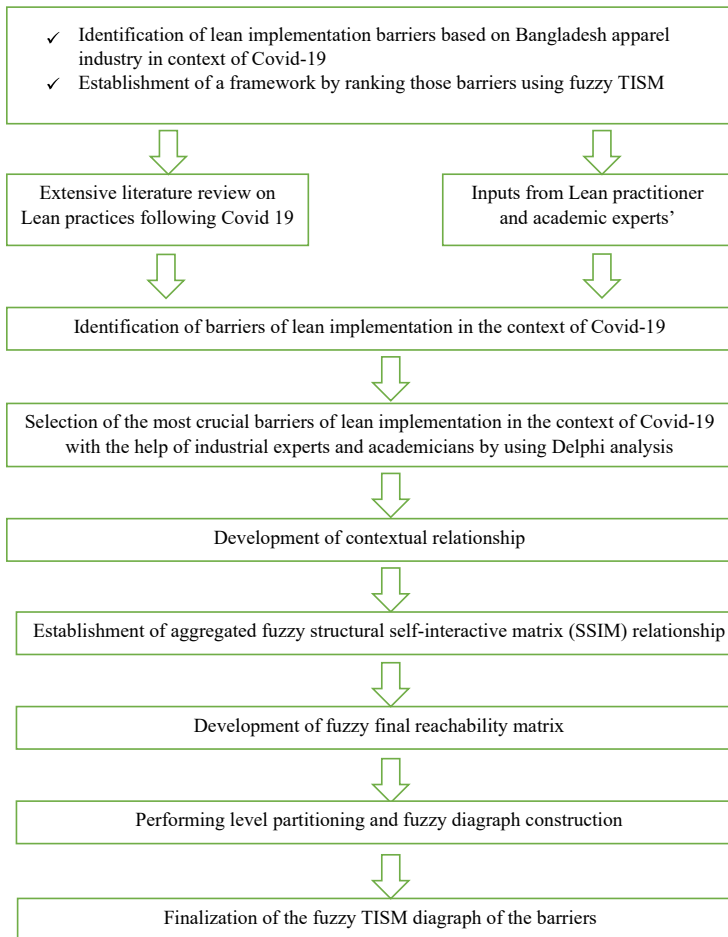 ✓ Identification of lean implementation barriers based on Bangladesh apparel
industry in context of Covid-19
✓ Establishment of a framework by ranking those barriers using fuzzy TISM
Extensive literature review on
Lean practices following Covid 19
Inputs from Lean practitioner
and academic experts’
Identification of barriers of lean implementation in the context of Covid-19
Selection of the most crucial barriers of lean implementation in the context of Covid-19
with the help of industrial experts and academicians by using Delphi analysis
Development of contextual relationship
Establishment of aggregated fuzzy structural self-interactive matrix (SSIM) relationship
Development of fuzzy final reachability matrix
Performing level partitioning and fuzzy diagraph construction
Finalization of the fuzzy TISM diagraph of the barriers